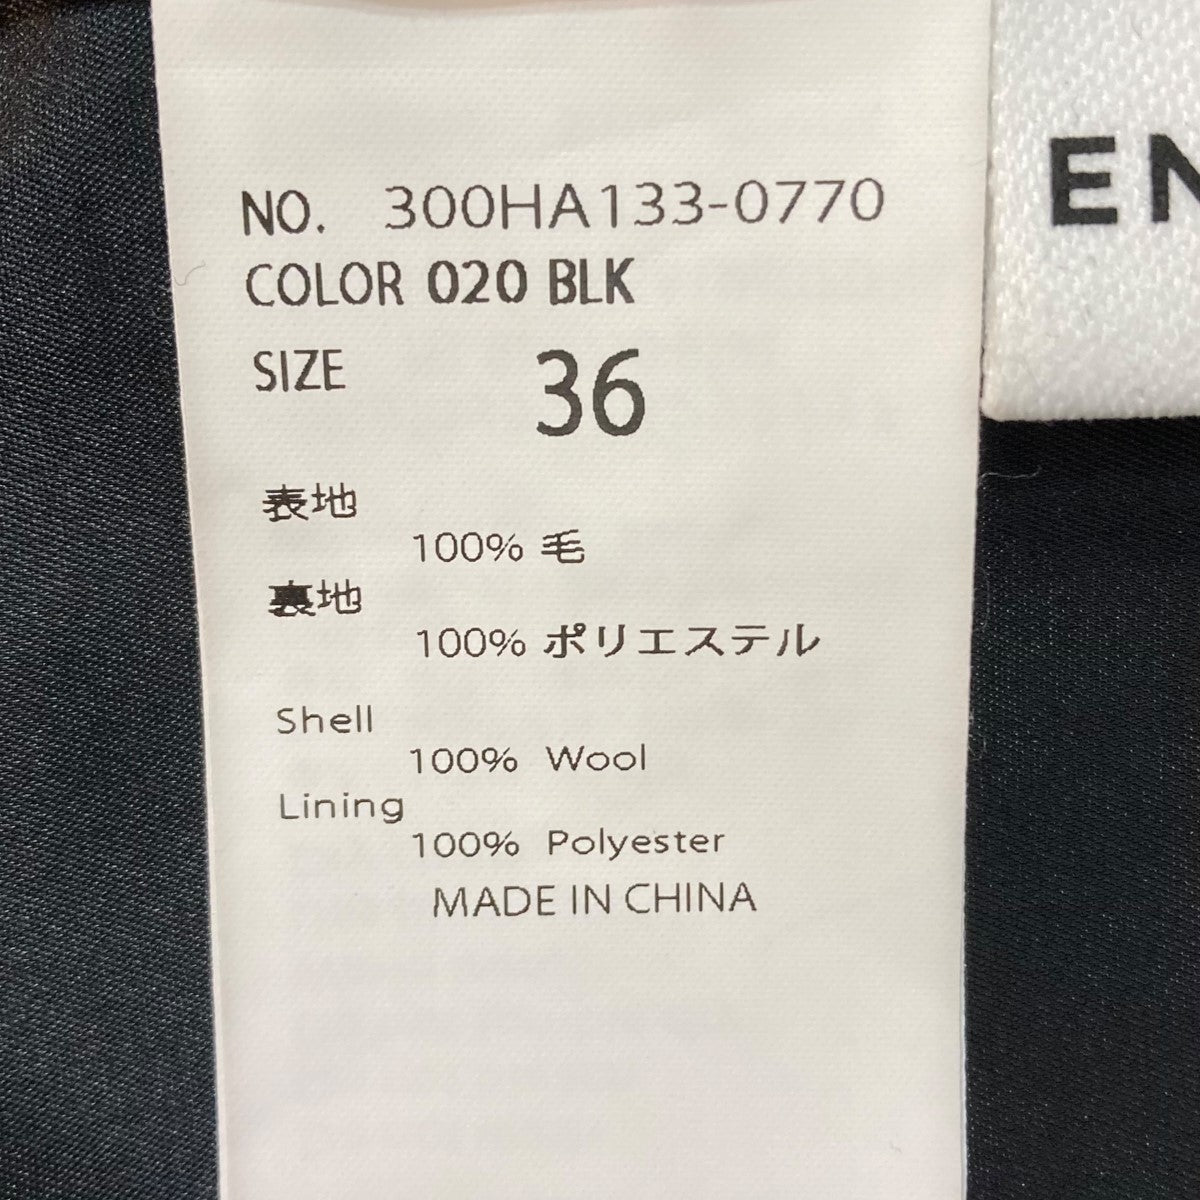 NO. 300HA133-0770
COLOR 020 BLK
SIZE 36
表地
100% 毛
裏地
100% ポリエステル
Shell
100% Wool
Lining
100% Polyester
MADE IN CHINA